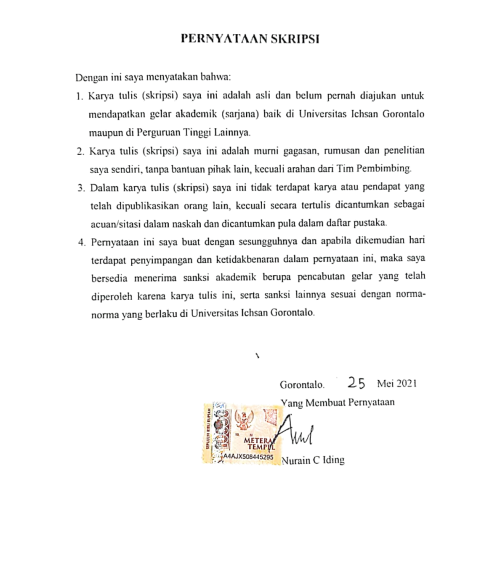 PERNYATAAN SKRIPSI
Dengan ini saya menyatakan bahwa:
1. Karya tulis (skripsi) saya ini adalah asli dan belum pernah diajukan untuk
mendapatkan gelar akademik (sarjana) baik di Universitas Ichsan Gorontalo
maupun di Perguruan Tinggi Lainnya.
2. Karya tulis (skripsi) saya ini adalah murni gagasan, rumusan dan penelitian
saya sendiri, tanpa bantuan pihak lain, kecuali arahan dari Tim Pembimbing.
3. Dalam karya tulis (skripsi) saya ini tidak terdapat karya atau pendapat yang
telah dipublikasikan orang lain, kecuali secara tertulis dicantumkan sebagai
acuan/sitasi dalam naskah dan dicantumkan pula dalam daftar pustaka.
4. Pernyataan ini saya buat dengan sesungguhnya dan apabila dikemudian hari
terdapat penyimpangan dan ketidakbenaran dalam pernyataan ini, maka saya
bersedia menerima sanksi akademik berupa pencabutan gelar yang telah
diperoleh karena karya tulis ini, serta sanksi lainnya sesuai dengan norma-
norma yang berlaku di Universitas Ichsan Gorontalo.
Gorontalo. 25 Mei 2021
Yang Membuat Pernyataan
METERAI
TEMPEL
A4AJX508445295
Nurain C Iding